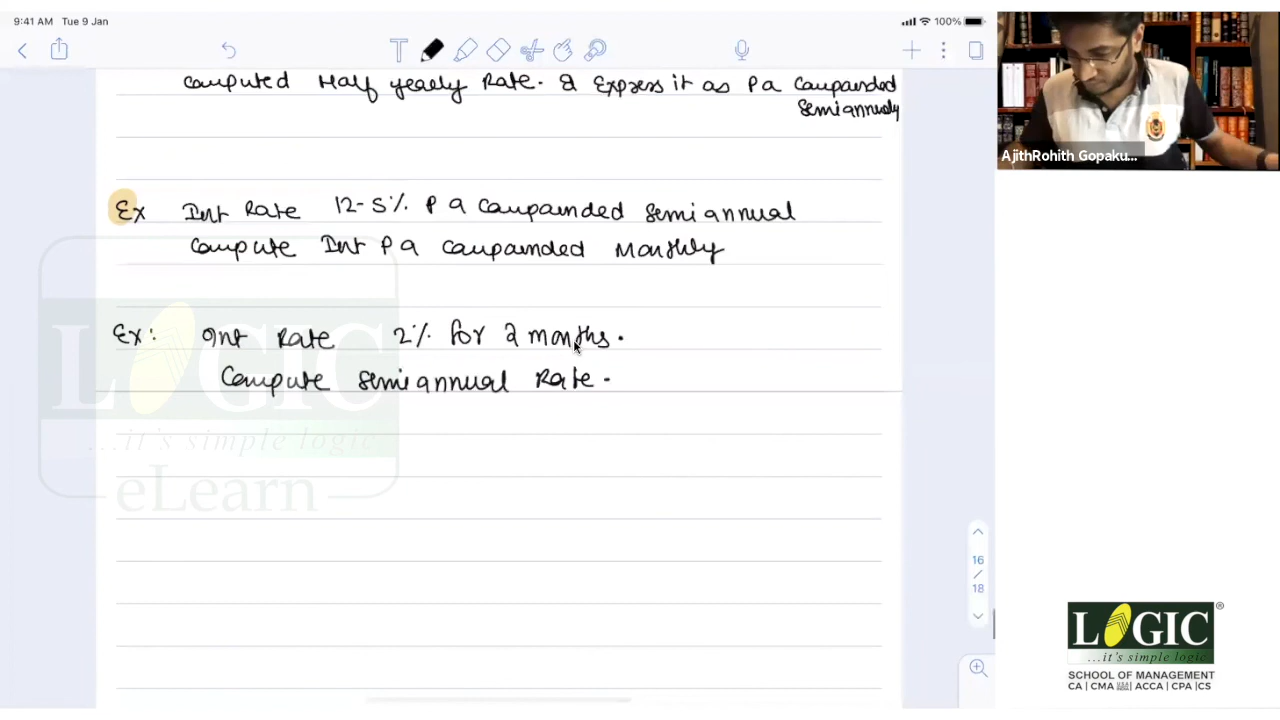 9:41 AM Tue 9 Jan
100%
Computed Half yearly Rate. & Express it as P a Compounded
Semiannualy
Ex Int Rate 12-5% P a Compounded Semiannual
Compute Int P a Compounded Monthly
Ex: Int Rate 2% for 2 months.
Compute Semiannual Rate.
LOGIC
...it's simple logic
eLearn
AjithRohith Gopaku...
16
/
18
LOGIC®
...it's simple logic
SCHOOL OF MANAGEMENT
CA | CMA | ACCA | CPA |CS